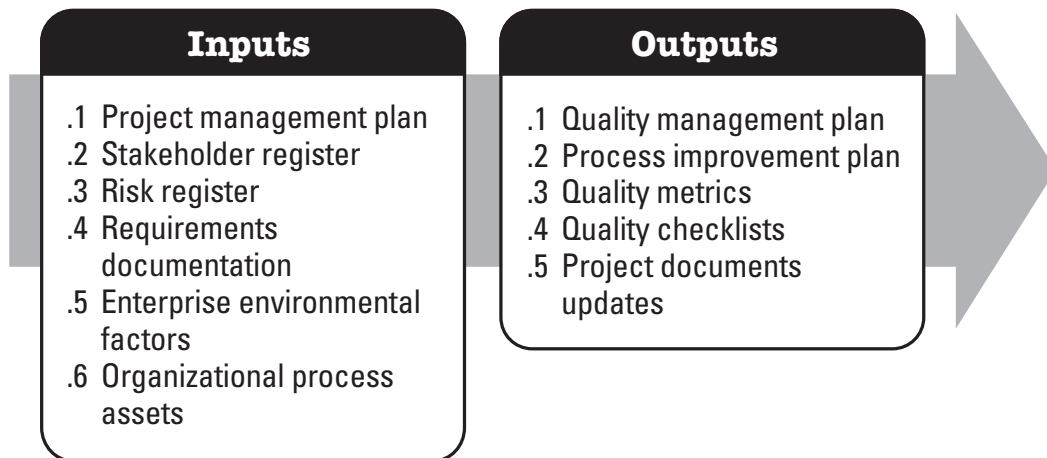 Inputs
.1 Project management plan
.2 Stakeholder register
.3 Risk register
.4 Requirements
documentation
.5 Enterprise environmental
factors
.6 Organizational process
assets
Outputs
.1 Quality management plan
.2 Process improvement plan
.3 Quality metrics
.4 Quality checklists
.5 Project documents
updates